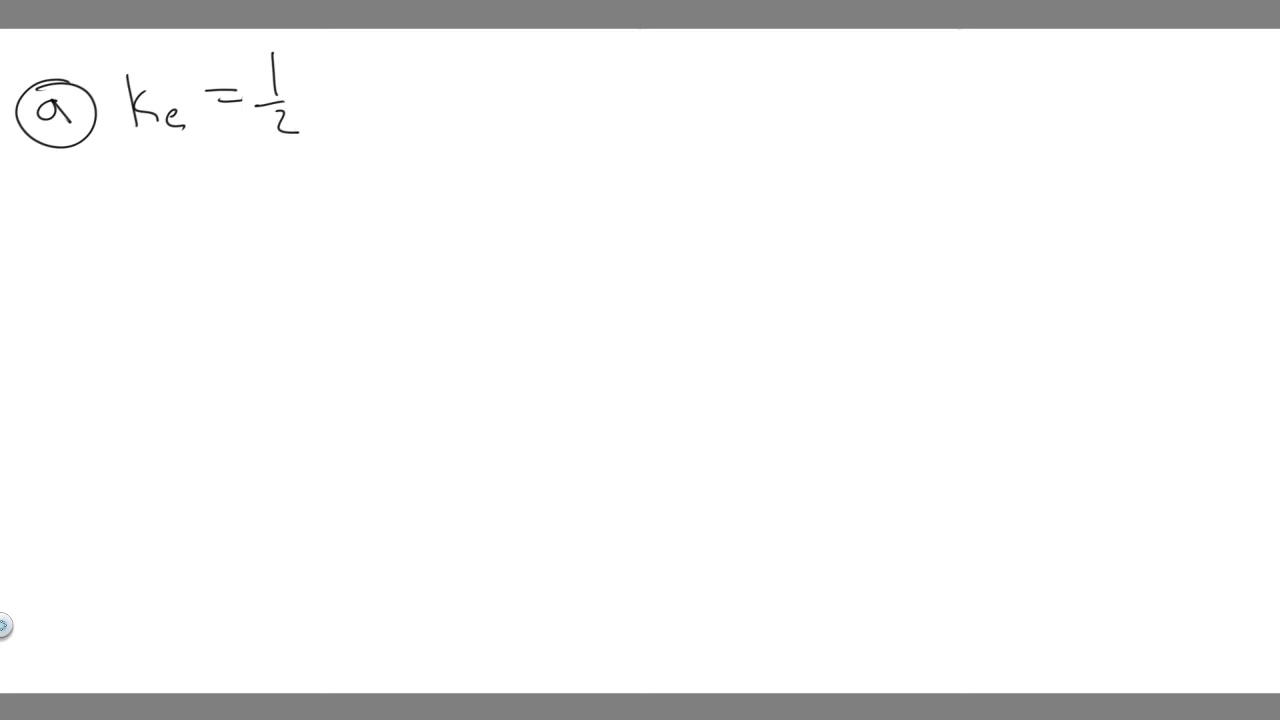 ⓐ Ke = 1/2